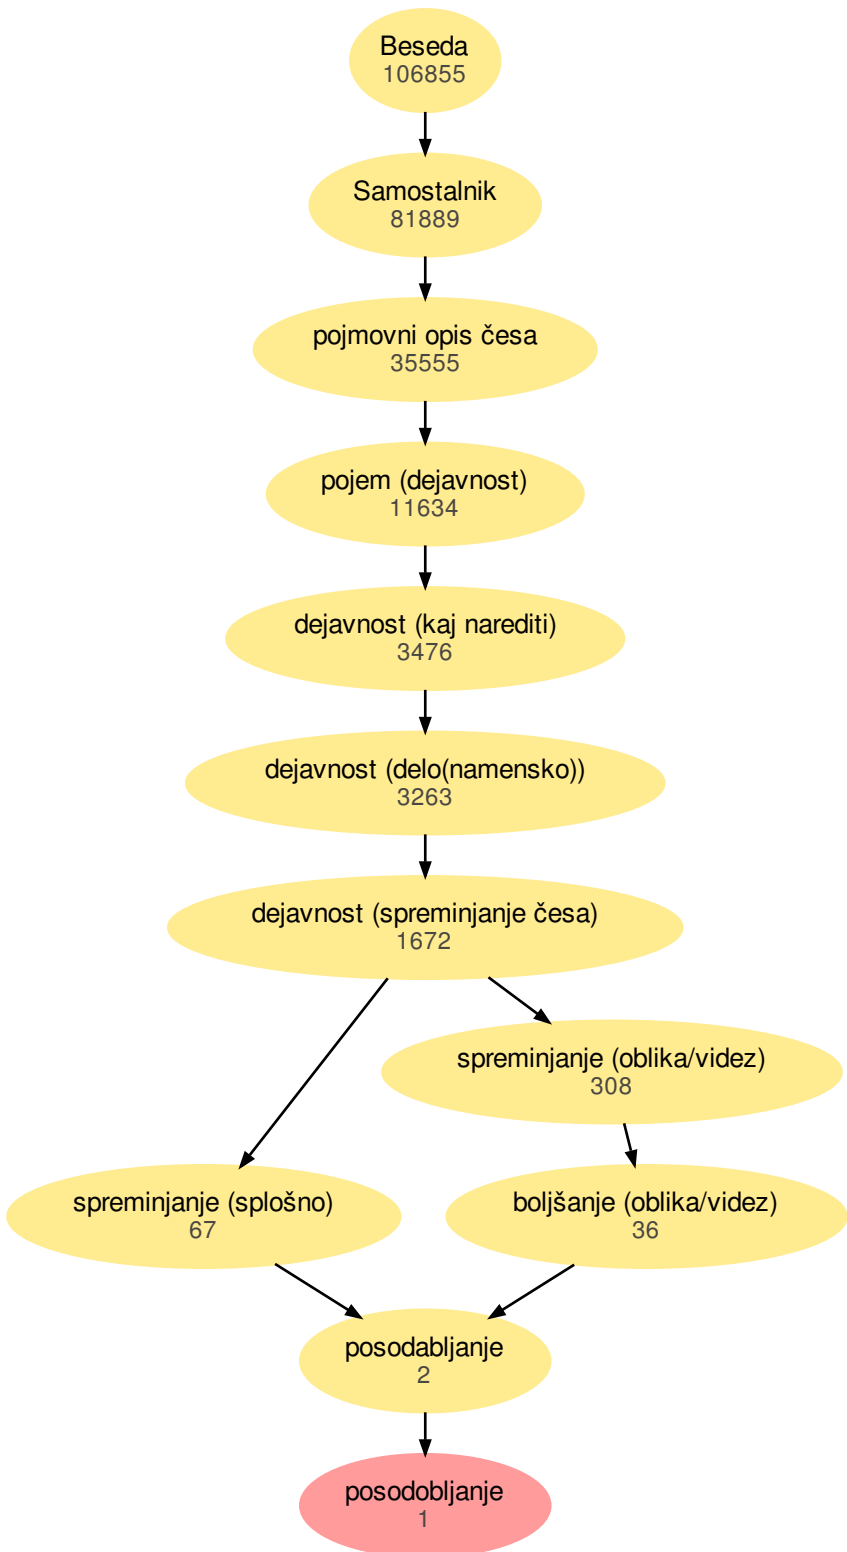 Beseda
106855
Samostalnik
81889
pojmovni opis česa
35555
pojem (dejavnost)
11634
dejavnost (kaj narediti)
3476
dejavnost (delo(namensko))
3263
dejavnost (spreminjanje česa)
1672
spreminjanje (oblika/videz)
308
spreminjanje (splošno)
67
boljšanje (oblika/videz)
36
posodabljanje
2
posodobljanje
1